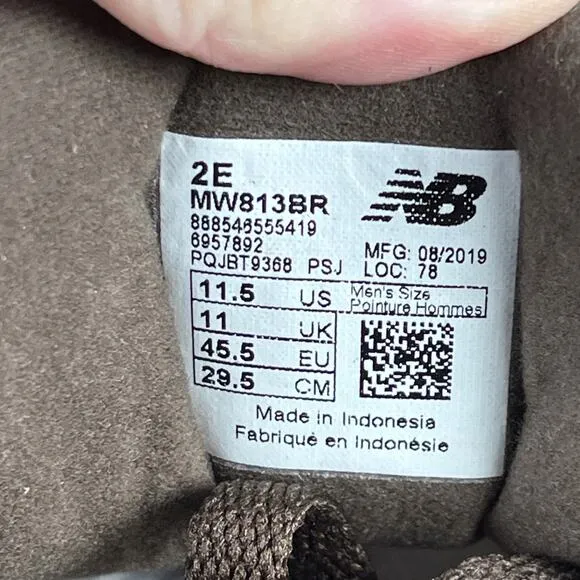 2E
MW813BR
NB
888546555419
6957892
MFG: 08/2019
PQJBT9368 PSJ LOC: 78
11.5 US Men's Size
Pointure Hommes
11 UK
45.5 EU
29.5 CM
Made in Indonesia
Fabriqué en Indonésie